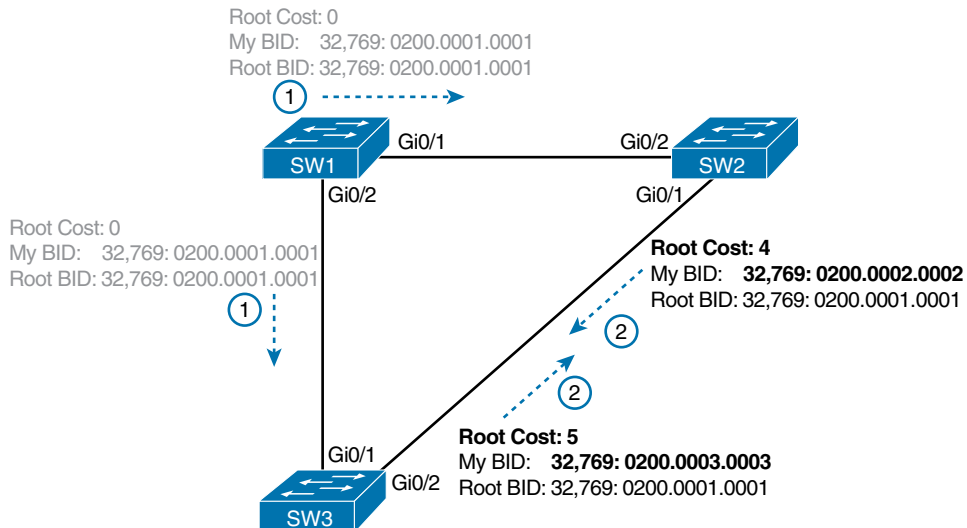 Root Cost: 0
My BID: 32,769: 0200.0001.0001
Root BID: 32,769: 0200.0001.0001
1
Gi0/1
Gi0/2
SW1
SW2
Gi0/2
Gi0/1
Root Cost: 0
My BID: 32,769: 0200.0001.0001
Root BID: 32,769: 0200.0001.0001
1
Root Cost: 4
My BID: 32,769: 0200.0002.0002
Root BID: 32,769: 0200.0001.0001
2
2
Root Cost: 5
My BID: 32,769: 0200.0003.0003
Root BID: 32,769: 0200.0001.0001
Gi0/1
Gi0/2
SW3